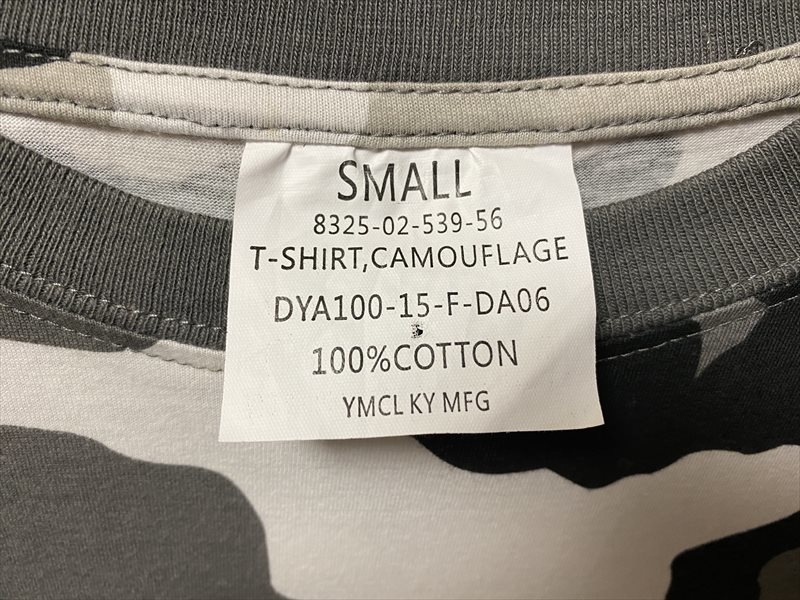 SMALL
8325-02-539-56
T-SHIRT,CAMOUFLAGE
DYA100-15-F-DA06
100%COTTON
YMCL KY MFG